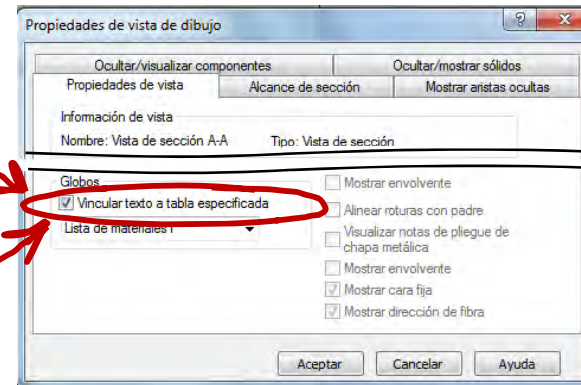 Propiedades de vista de dibujo
Ocultar/visualizar componentes
Ocultar/mostrar sólidos
Propiedades de vista
Alcance de sección
Mostrar aristas ocultas
Información de vista
Nombre: Vista de sección A-A
Tipo: Vista de sección
Globos
Vincular texto a tabla especificada
Lista de materiales1
Mostrar envolvente
Alinear roturas con padre
Visualizar notas de pliegue de
chapa metálica
Mostrar envolvente
Mostrar cara fija
Mostrar dirección de fibra
Aceptar
Cancelar
Ayuda